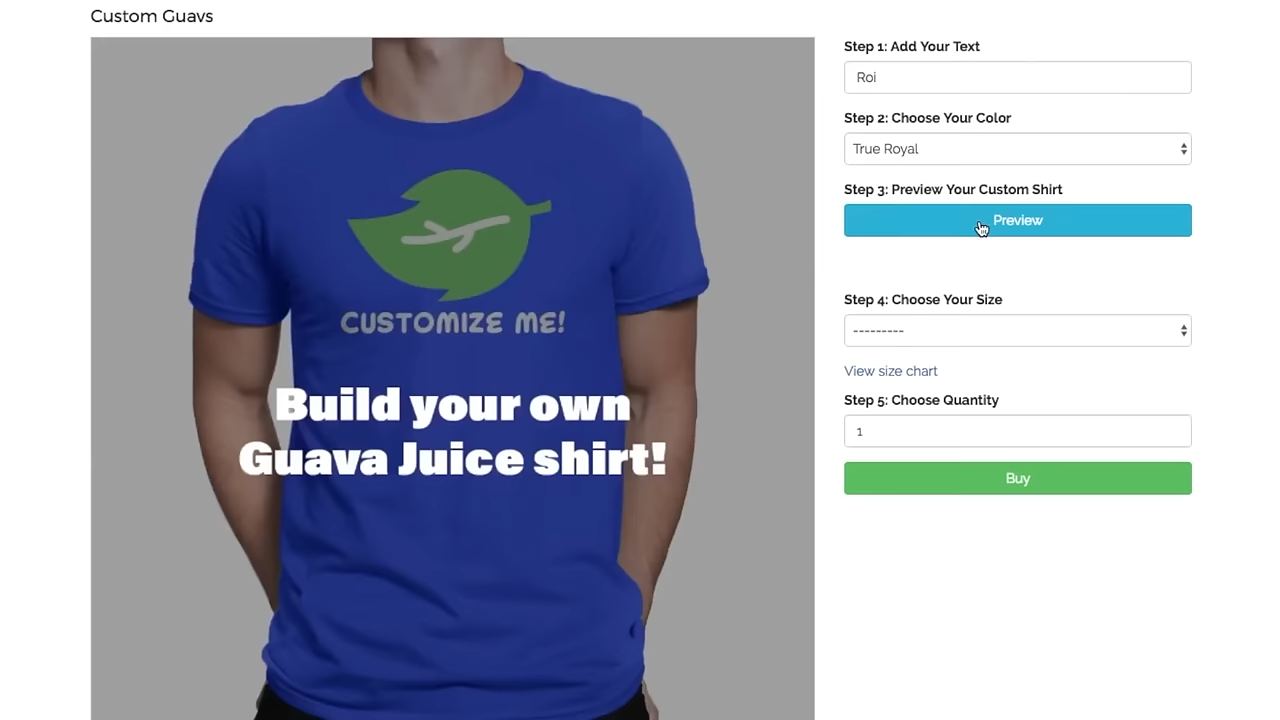 Custom Guavs
CUSTOMIZE ME!
Build your own
Guava Juice shirt!
Step 1: Add Your Text
Roi
Step 2: Choose Your Color
True Royal
Step 3: Preview Your Custom Shirt
Preview
Step 4: Choose Your Size
---------
View size chart
Step 5: Choose Quantity
1
Buy